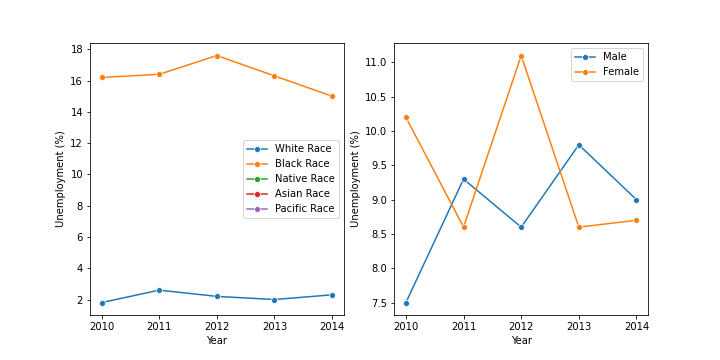 18
16
14
12
10
8
6
4
2
Unemployment (%)
White Race
Black Race
Native Race
Asian Race
Pacific Race
2010 2011 2012 2013 2014
Year
11.0
10.5
10.0
9.5
9.0
8.5
8.0
7.5
Unemployment (%)
Male
Female
2010 2011 2012 2013 2014
Year